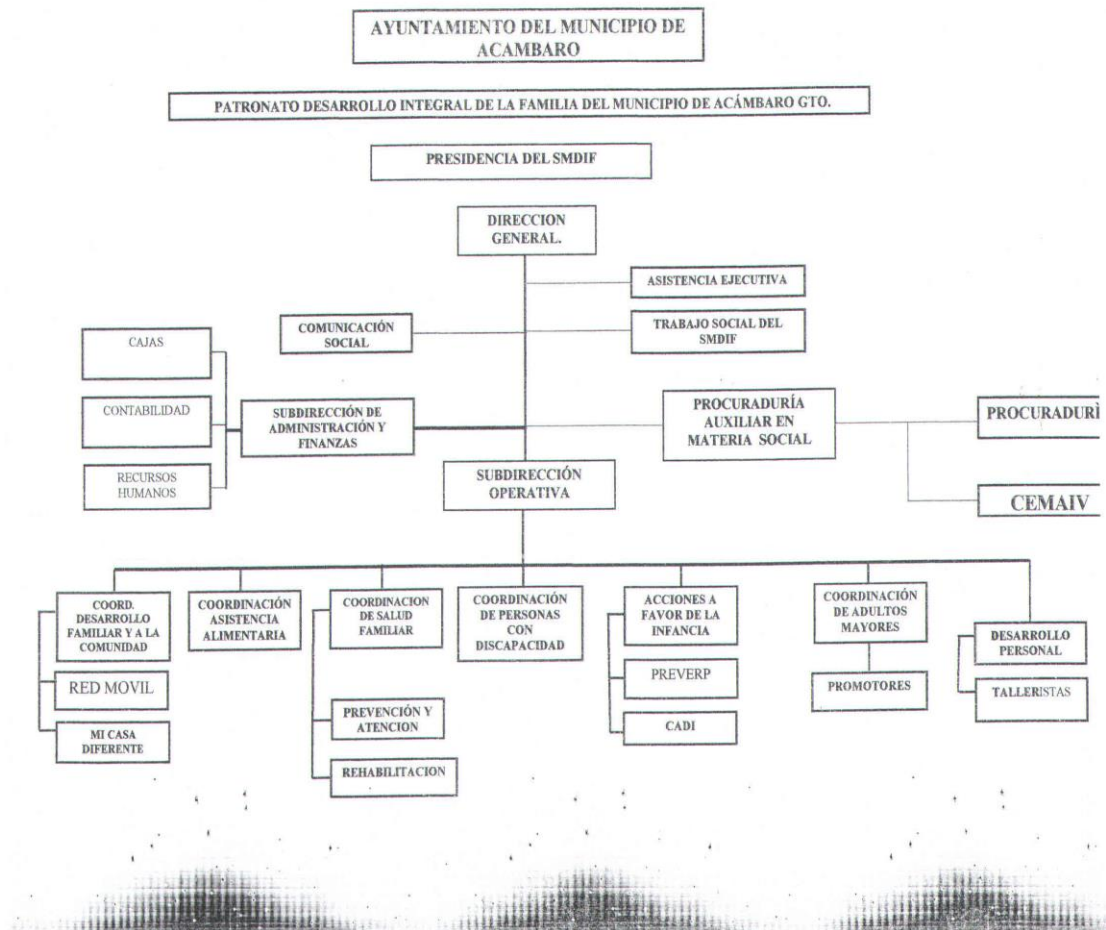 AYUNTAMIENTO DEL MUNICIPIO DE
ACAMBARO
PATRONATO DESARROLLO INTEGRAL DE LA FAMILIA DEL MUNICIPIO DE ACÁMBARO GTO.
PRESIDENCIA DEL SMDIF
DIRECCION
GENERAL.
ASISTENCIA EJECUTIVA
COMUNICACIÓN
SOCIAL
TRABAJO SOCIAL DEL
SMDIF
CAJAS
CONTABILIDAD
RECURSOS
HUMANOS
SUBDIRECCIÓN DE
ADMINISTRACIÓN Y
FINANZAS
PROCURADURÍA
AUXILIAR EN
MATERIA SOCIAL
PROCURADURÌ
CEMAIV
SUBDIRECCIÓN
OPERATIVA
COORD.
DESARROLLO
FAMILIAR Y A LA
COMUNIDAD
RED MOVIL
MI CASA
DIFERENTE
COORDINACIÓN
ASISTENCIA
ALIMENTARIA
COORDINACION
DE SALUD
FAMILIAR
PREVENCIÓN Y
ATENCION
REHABILITACION
COORDINACIÓN
DE PERSONAS
CON
DISCAPACIDAD
ACCIONES A
FAVOR DE LA
INFANCIA
PREVERP
CADI
COORDINACIÓN
DE ADULTOS
MAYORES
PROMOTORES
DESARROLLO
PERSONAL
TALLERISTAS